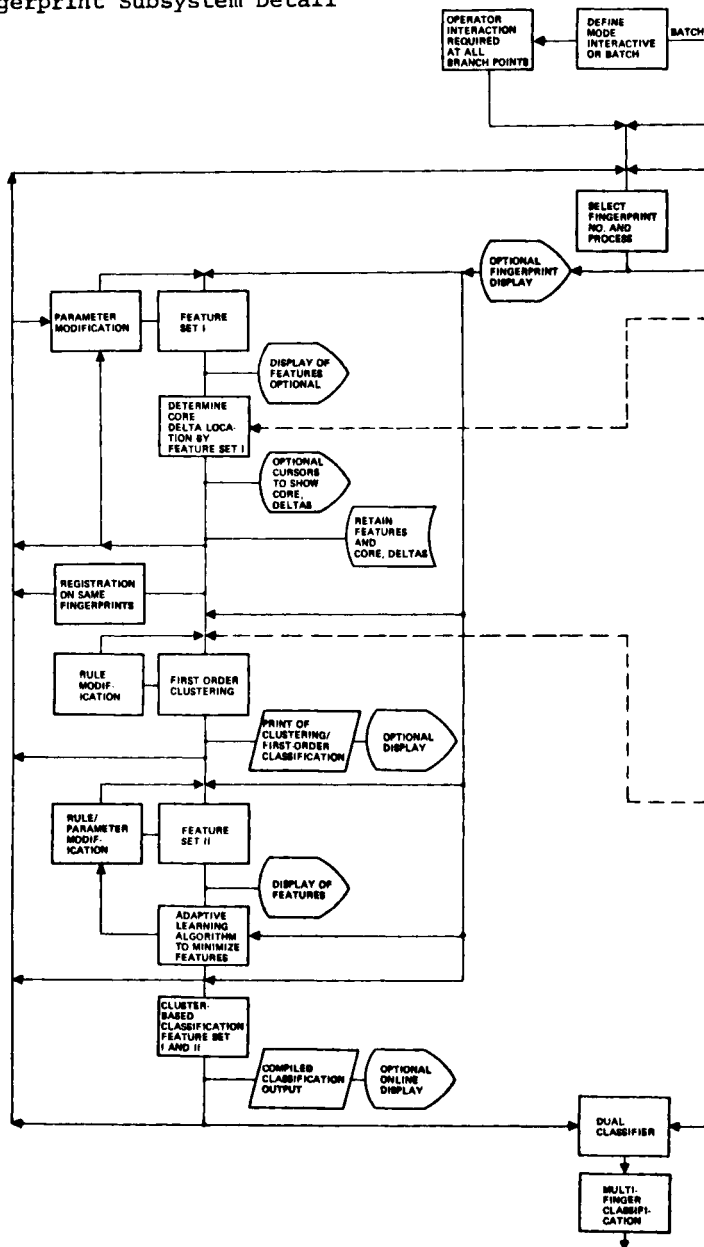 gerprint Subsystem Detail
OPERATOR
INTERACTION
REQUIRED
AT ALL
BRANCH POINTS
DEFINE
MODE
INTERACTIVE
OR BATCH
BATCH
SELECT
FINGERPRINT
NO. AND
PROCESS
OPTIONAL
FINGERPRINT
DISPLAY
PARAMETER
MODIFICATION
FEATURE
SET I
DISPLAY OF
FEATURES
OPTIONAL
DETERMINE
CORE
DELTA LOCA-
TION BY
FEATURE SET I
OPTIONAL
CURSORS
TO SHOW
CORE,
DELTAS
RETAIN
FEATURES
AND
CORE, DELTAS
REGISTRATION
ON SAME
FINGERPRINTS
RULE
MODIF-
ICATION
FIRST ORDER
CLUSTERING
PRINT OF
CLUSTERING/
FIRST-ORDER
CLASSIFICATION
OPTIONAL
DISPLAY
RULE/
PARAMETER
MODIF-
ICATION
FEATURE
SET II
DISPLAY OF
FEATURES
ADAPTIVE
LEARNING
ALGORITHM
TO MINIMIZE
FEATURES
CLUSTER-
BASED
CLASSIFICATION
FEATURE SET
I AND II
COMPILED
CLASSIFICATION
OUTPUT
OPTIONAL
ONLINE
DISPLAY
DUAL
CLASSIFIER
MULTI-
FINGER
CLASSIFI-
CATION